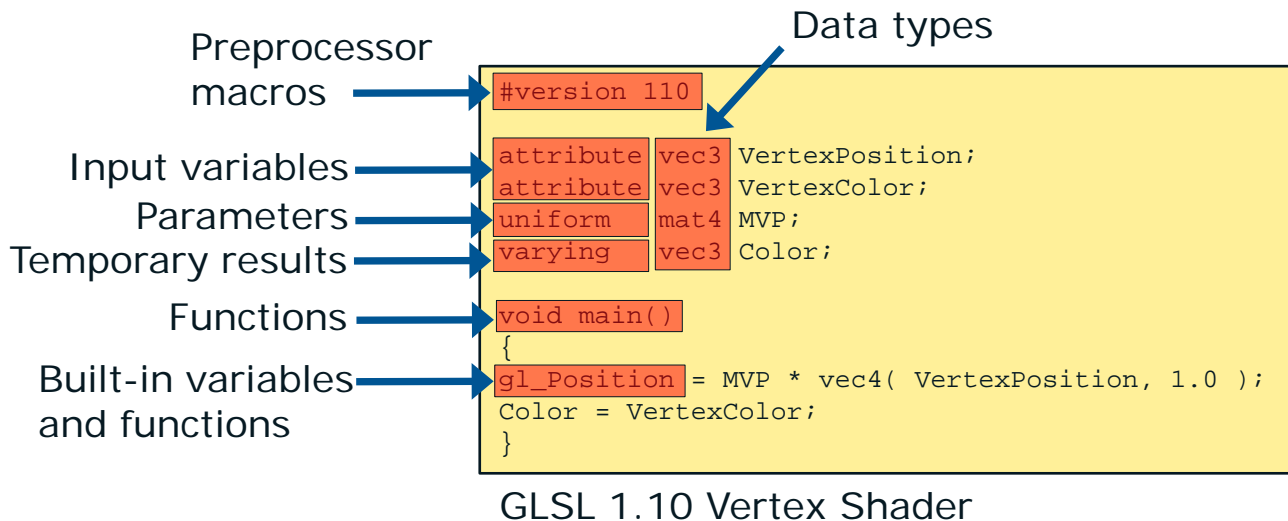 Data types
Preprocessor
macros
#version 110
Input variables
attribute vec3 VertexPosition;
attribute vec3 VertexColor;
Parameters
uniform mat4 MVP;
Temporary results
varying vec3 Color;
Functions
void main()
{
Built-in variables
and functions
gl_Position = MVP * vec4( VertexPosition, 1.0 );
Color = VertexColor;
}
GLSL 1.10 Vertex Shader